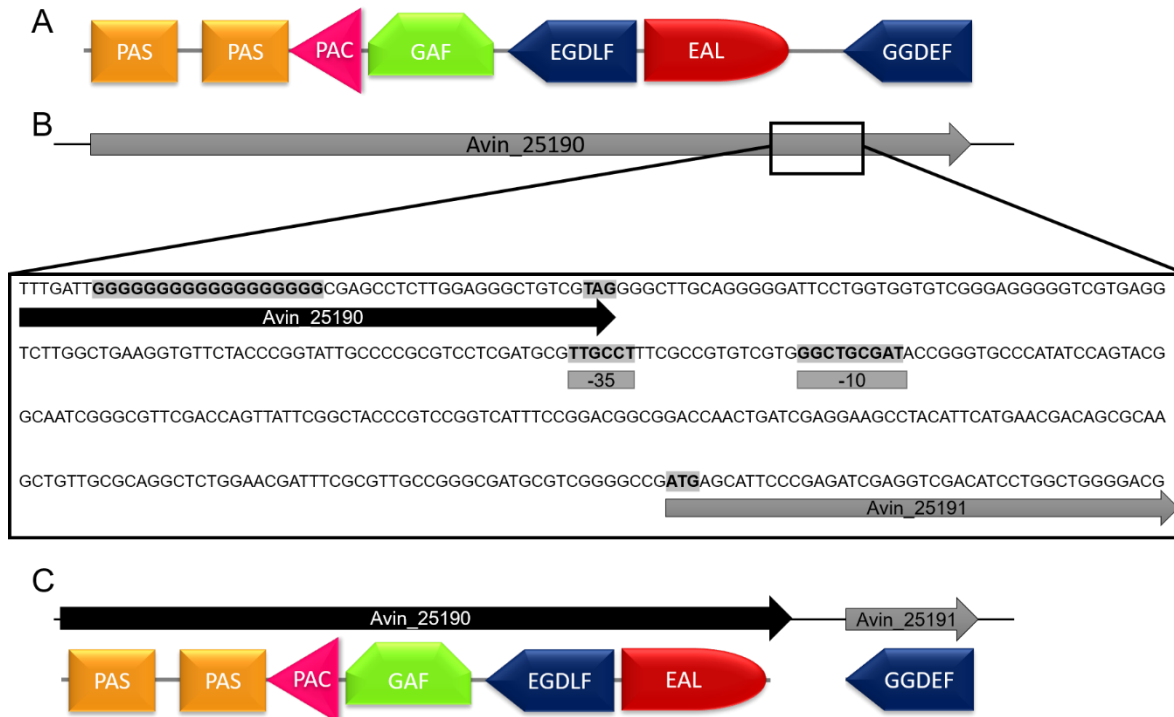 A
PAS PAS PAC GAF EGDLF EAL GGDEF
B
Avin_25190
TTTGATTGGGGGGGGGGGGGGGGGGCGAGCCTCTTGGAGGGCTGTCGTAGGGGCTTGCAGGGGGATTCCTGGTGGTGTCGGGAGGGGGTCGTGAGG
Avin_25190
TCTTGGCTGAAGGTGTTCTACCCGGTATTGCCCCGCGTCCTCGATGCGTTGCCTTTCGCCGTGTCGTGGGCTGCGATACCGGGTGCCCATATCCAGTACG
-35 -10
GCAATCGGGCGTTCGACCAGTTATTCGGCTACCCGTCCGGTCATTTCCGGACGGCGGACCAACTGATCGAGGAAGCCTACATTCATGAACGACAGCGCAA
GCTGTTGCGCAGGCTCTGGAACGATTTCGCGTTGCCGGGCGATGCGTCGGGGCCGATGAGCATTCCCGAGATCGAGGTCGACATCCTGGCTGGGGACG
Avin_25191
C
Avin_25190 Avin_25191
PAS PAS PAC GAF EGDLF EAL GGDEF